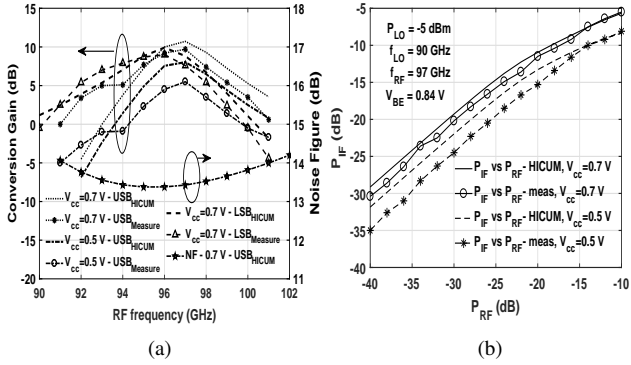 (a)
15
10
5
0
-5
-10
-15
-20
Conversion Gain (dB)
18
17
16
15
14
13
12
11
Noise Figure (dB)
V_cc=0.7 V - USB_HICUM
V_cc=0.7 V - USB_Measure
V_cc=0.5 V - USB_HICUM
V_cc=0.5 V - USB_Measure
V_cc=0.7 V - LSB_HICUM
V_cc=0.7 V - LSB_Measure
NF - 0.7 V - USB_HICUM
90 92 94 96 98 100 102
RF frequency (GHz)
(a)
(b)
-5
-10
-15
-20
-25
-30
-35
-40
P_IF (dB)
P_LO = -5 dBm
f_LO = 90 GHz
f_RF = 97 GHz
V_BE = 0.84 V
P_IF vs P_RF - HICUM, V_cc=0.7 V
P_IF vs P_RF - meas, V_cc=0.7 V
P_IF vs P_RF - HICUM, V_cc=0.5 V
P_IF vs P_RF - meas, V_cc=0.5 V
-40 -35 -30 -25 -20 -15 -10
P_RF (dB)
(b)